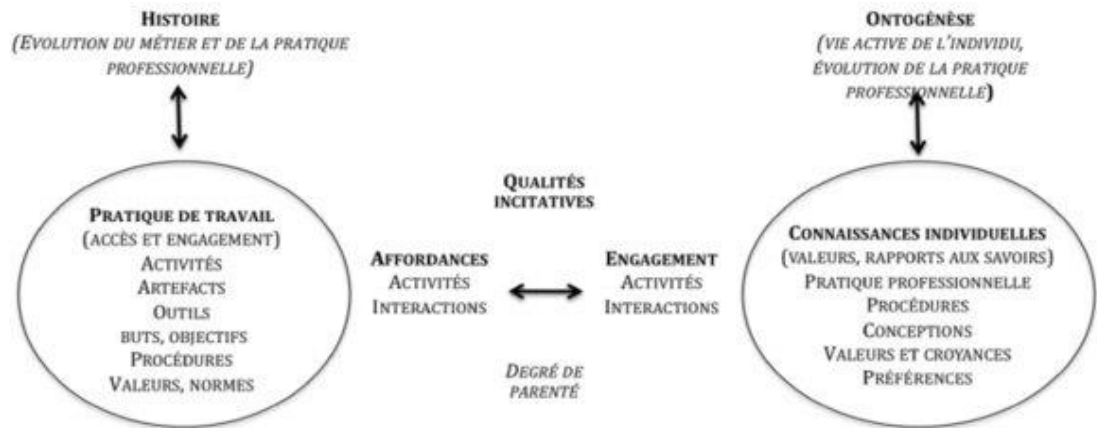 HISTOIRE
(EVOLUTION DU MÉTIER ET DE LA PRATIQUE
PROFESSIONNELLE)
ONTOGÉNÈSE
(VIE ACTIVE DE L'INDIVIDU,
ÉVOLUTION DE LA PRATIQUE
PROFESSIONNELLE)
PRATIQUE DE TRAVAIL
(ACCÈS ET ENGAGEMENT)
ACTIVITÉS
ARTEFACTS
OUTILS
BUTS, OBJECTIFS
PROCÉDURES
VALEURS, NORMES
QUALITÉS
INCITATIVES
AFFORDANCES
ACTIVITÉS
INTERACTIONS
ENGAGEMENT
ACTIVITÉS
INTERACTIONS
DEGRÉ DE
PARENTÉ
CONNAISSANCES INDIVIDUELLES
(VALEURS, RAPPORTS AUX SAVOIRS)
PRATIQUE PROFESSIONNELLE
PROCÉDURES
CONCEPTIONS
VALEURS ET CROYANCES
PRÉFÉRENCES